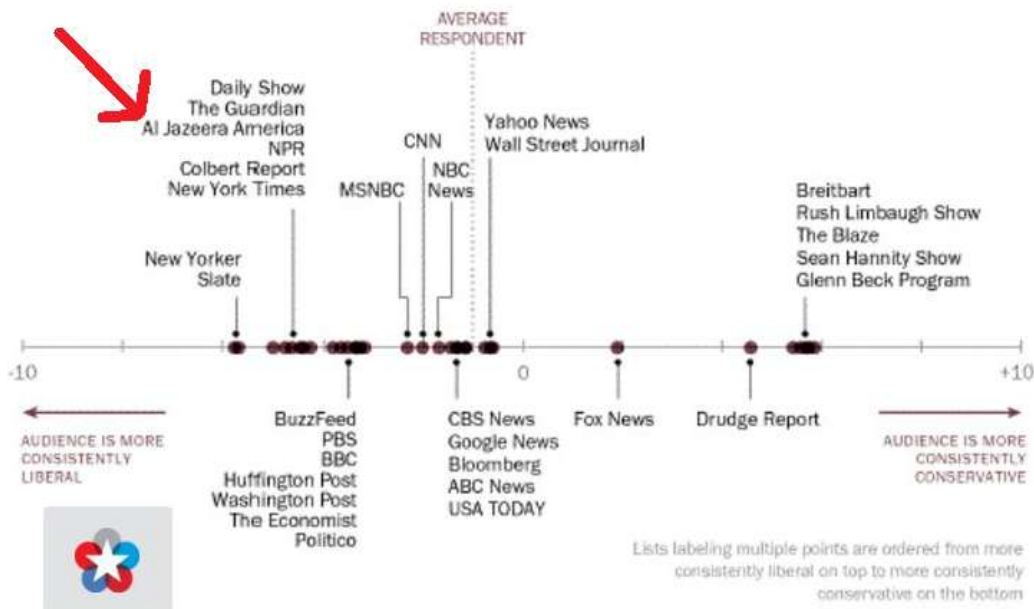 AVERAGE
RESPONDENT
Daily Show
The Guardian
Al Jazeera America
NPR
Colbert Report
New York Times
CNN
Yahoo News
Wall Street Journal
MSNBC
NBC
News
Breitbart
Rush Limbaugh Show
The Blaze
Sean Hannity Show
Glenn Beck Program
New Yorker
Slate
-10
0
+10
AUDIENCE IS MORE
CONSISTENTLY
LIBERAL
BuzzFeed
PBS
BBC
Huffington Post
Washington Post
The Economist
Politico
CBS News
Google News
Bloomberg
ABC News
USA TODAY
Fox News
Drudge Report
AUDIENCE IS MORE
CONSISTENTLY
CONSERVATIVE
Lists labeling multiple points are ordered from more
consistently liberal on top to more consistently
conservative on the bottom